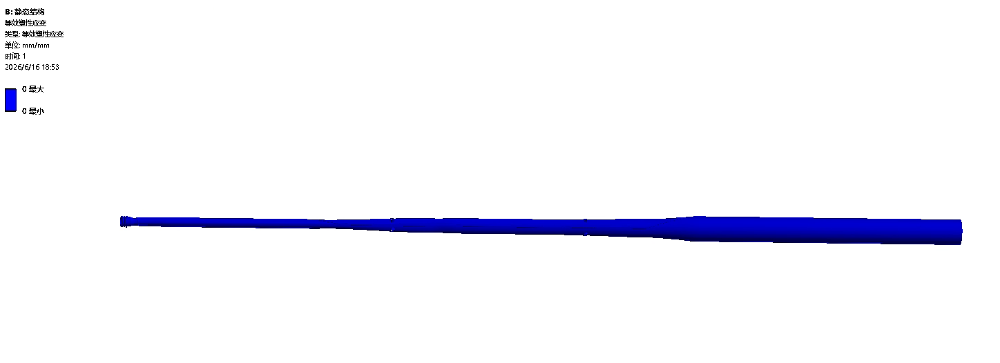 B: 静态结构
等效塑性应变
类型: 等效塑性应变
单位: mm/mm
时间: 1
2026/6/16 18:53
0 最大
0 最小